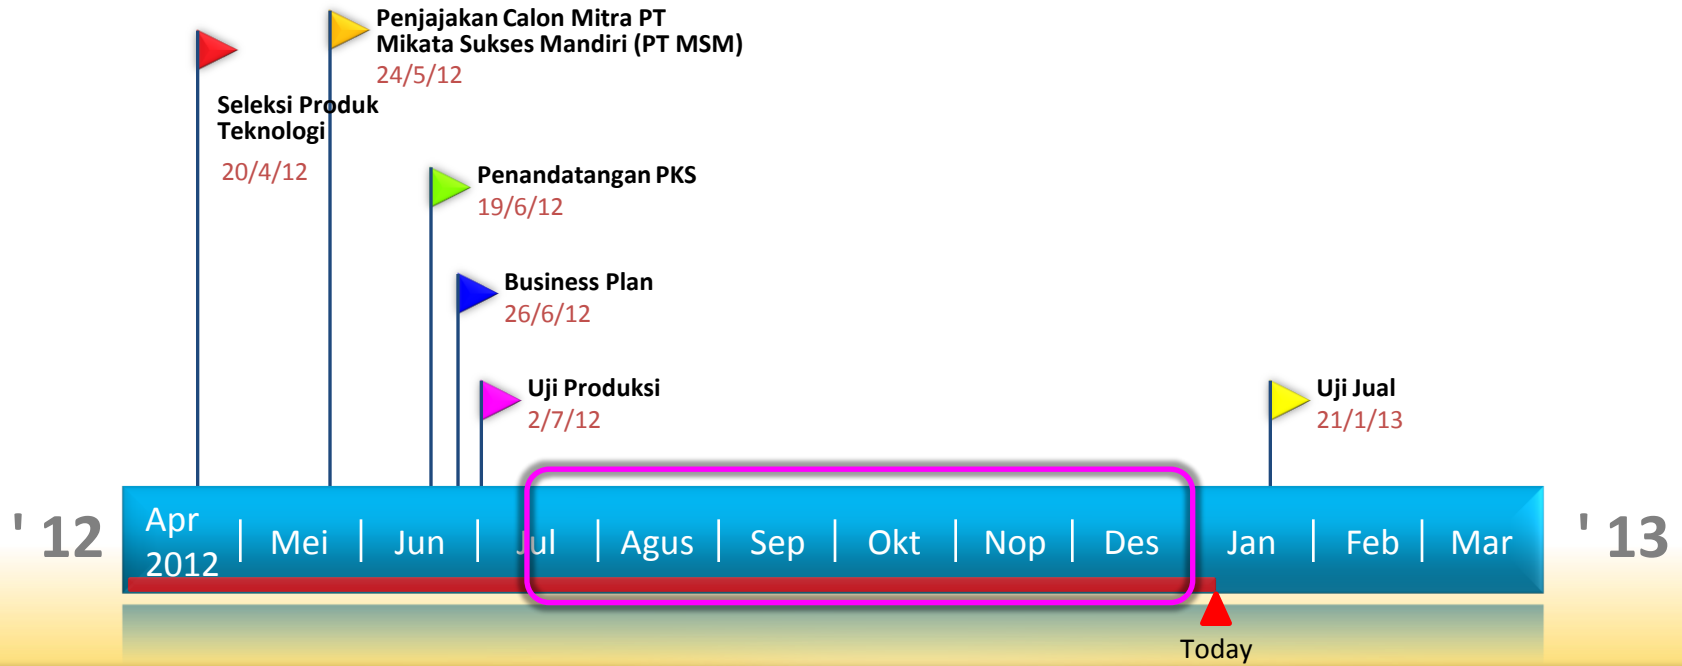 Penjajakan Calon Mitra PT
Mikata Sukses Mandiri (PT MSM)
24/5/12
Seleksi Produk
Teknologi
20/4/12
Penandatangan PKS
19/6/12
Business Plan
26/6/12
Uji Produksi
2/7/12
Uji Jual
21/1/13
' 12
Apr
2012
Mei
Jun
Jul
Agus
Sep
Okt
Nop
Des
Jan
Feb
Mar
' 13
Today